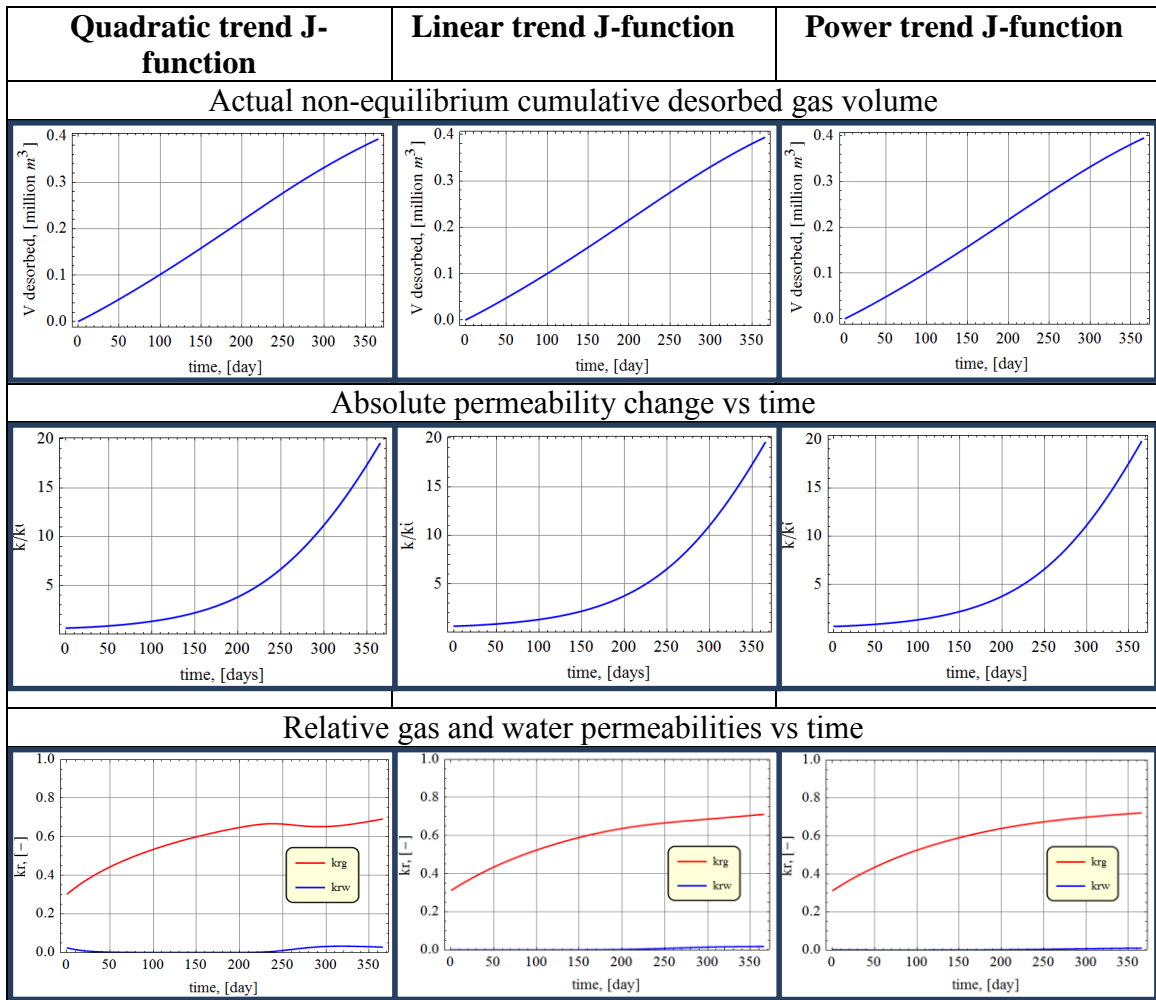 Quadratic trend J-
function
Linear trend J-function
Power trend J-function
Actual non-equilibrium cumulative desorbed gas volume
V desorbed, [million m³]
0.4
0.3
0.2
0.1
0.0
0 50 100 150 200 250 300 350
time, [day]
V desorbed, [million m³]
0.4
0.3
0.2
0.1
0.0
0 50 100 150 200 250 300 350
time, [day]
V desorbed, [million m³]
0.4
0.3
0.2
0.1
0.0
0 50 100 150 200 250 300 350
time, [day]
Absolute permeability change vs time
k/ki
20
15
10
5
0 50 100 150 200 250 300 350
time, [days]
k/ki
20
15
10
5
0 50 100 150 200 250 300 350
time, [days]
k/ki
20
15
10
5
0 50 100 150 200 250 300 350
time, [days]
Relative gas and water permeabilities vs time
kr, [-]
1.0
0.8
0.6
0.4
0.2
0.0
krg
krw
0 50 100 150 200 250 300 350
time, [day]
kr, [-]
1.0
0.8
0.6
0.4
0.2
0.0
krg
krw
0 50 100 150 200 250 300 350
time, [day]
kr, [-]
1.0
0.8
0.6
0.4
0.2
0.0
krg
krw
0 50 100 150 200 250 300 350
time, [day]